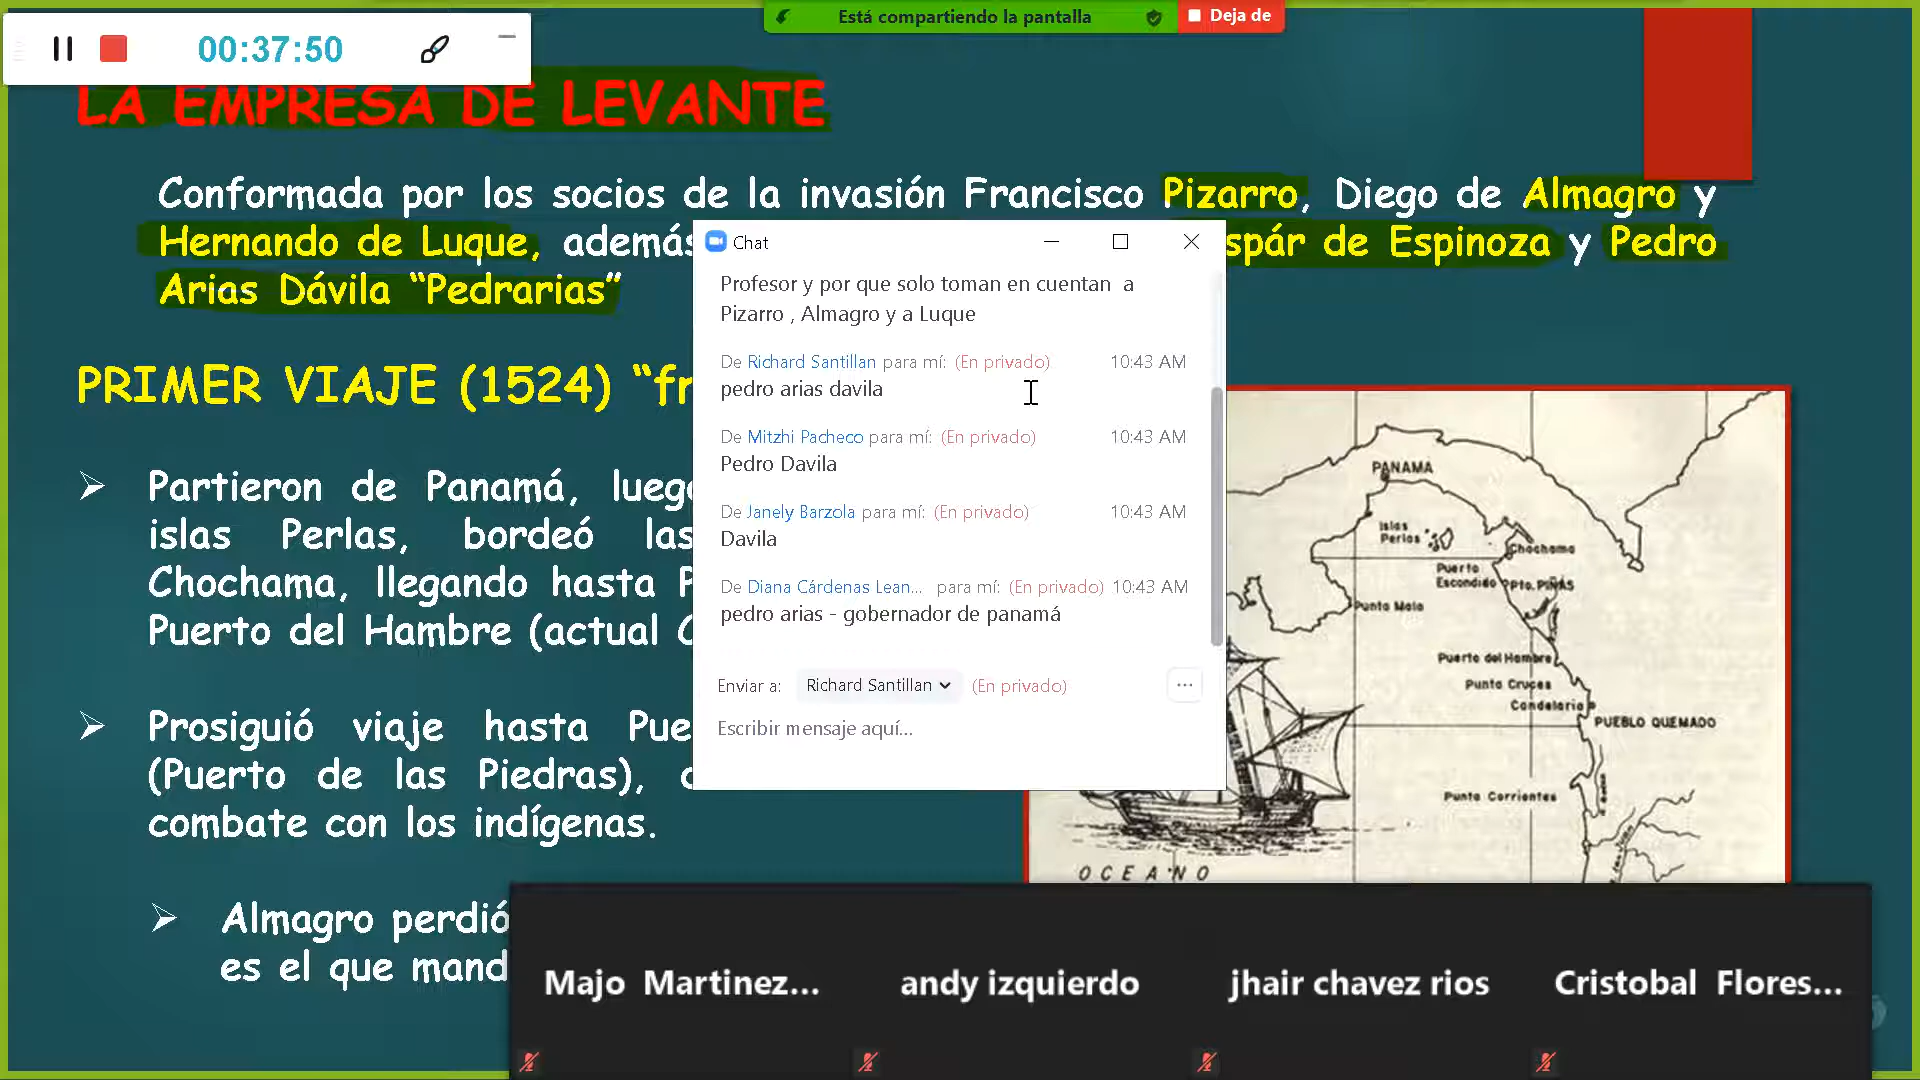 Está compartiendo la pantalla
Deja de
00:37:50
LA EMPRESA DE LEVANTE
Conformada por los socios de la invasión Francisco Pizarro, Diego de Almagro y
Hernando de Luque, además
spár de Espinoza y Pedro
Arias Dávila “Pedrarias”
PRIMER VIAJE (1524) “fr
Partieron de Panamá, luego
islas Perlas, bordeó las
Chochama, llegando hasta P
Puerto del Hambre (actual C
Prosiguió viaje hasta Pue
(Puerto de las Piedras), c
combate con los indígenas.
Almagro perdió
es el que mand
Chat
Profesor y por que solo toman en cuentan a
Pizarro , Almagro y a Luque
De Richard Santillan para mí: (En privado) 10:43 AM
pedro arias davila
De Mitzhi Pacheco para mí: (En privado) 10:43 AM
Pedro Davila
De Janely Barzola para mí: (En privado) 10:43 AM
Davila
De Diana Cárdenas Lean... para mí: (En privado) 10:43 AM
pedro arias - gobernador de panamá
Enviar a: Richard Santillan (En privado)
Escribir mensaje aquí...
PANAMA
Islas
Perlas
Chochama
Puerto
Escondido
Pto. PIÑAS
Punta Mala
Puerto del Hambre
Punta Cruces
Candelaria
PUEBLO QUEMADO
Punta Corrientes
OCEANO
Majo Martinez...
andy izquierdo
jhair chavez rios
Cristobal Flores...